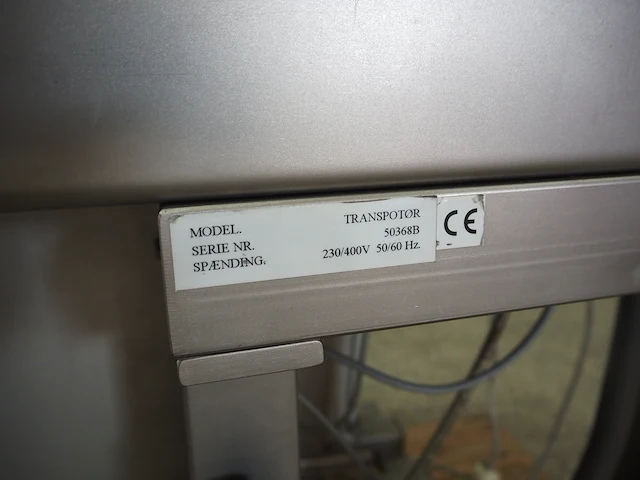 MODEL. TRANSPOTØR
SERIE NR. 50368B
SPÆNDING. 230/400V 50/60 Hz.
CE